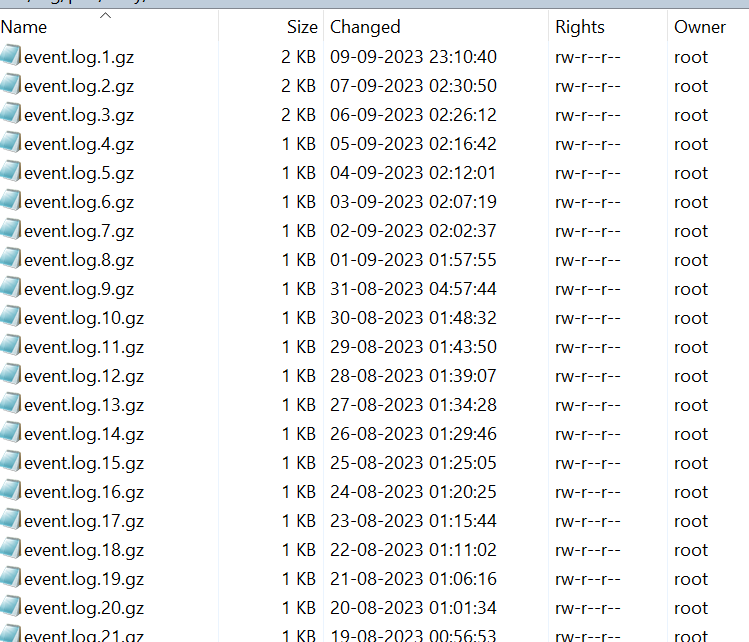 Name Size Changed Rights Owner
event.log.1.gz 2 KB 09-09-2023 23:10:40 rw-r--r-- root
event.log.2.gz 2 KB 07-09-2023 02:30:50 rw-r--r-- root
event.log.3.gz 2 KB 06-09-2023 02:26:12 rw-r--r-- root
event.log.4.gz 1 KB 05-09-2023 02:16:42 rw-r--r-- root
event.log.5.gz 1 KB 04-09-2023 02:12:01 rw-r--r-- root
event.log.6.gz 1 KB 03-09-2023 02:07:19 rw-r--r-- root
event.log.7.gz 1 KB 02-09-2023 02:02:37 rw-r--r-- root
event.log.8.gz 1 KB 01-09-2023 01:57:55 rw-r--r-- root
event.log.9.gz 1 KB 31-08-2023 04:57:44 rw-r--r-- root
event.log.10.gz 1 KB 30-08-2023 01:48:32 rw-r--r-- root
event.log.11.gz 1 KB 29-08-2023 01:43:50 rw-r--r-- root
event.log.12.gz 1 KB 28-08-2023 01:39:07 rw-r--r-- root
event.log.13.gz 1 KB 27-08-2023 01:34:28 rw-r--r-- root
event.log.14.gz 1 KB 26-08-2023 01:29:46 rw-r--r-- root
event.log.15.gz 1 KB 25-08-2023 01:25:05 rw-r--r-- root
event.log.16.gz 1 KB 24-08-2023 01:20:25 rw-r--r-- root
event.log.17.gz 1 KB 23-08-2023 01:15:44 rw-r--r-- root
event.log.18.gz 1 KB 22-08-2023 01:11:02 rw-r--r-- root
event.log.19.gz 1 KB 21-08-2023 01:06:16 rw-r--r-- root
event.log.20.gz 1 KB 20-08-2023 01:01:34 rw-r--r-- root
event.log.21.gz 1 KB 19-08-2023 00:56:53 rw-r--r-- root